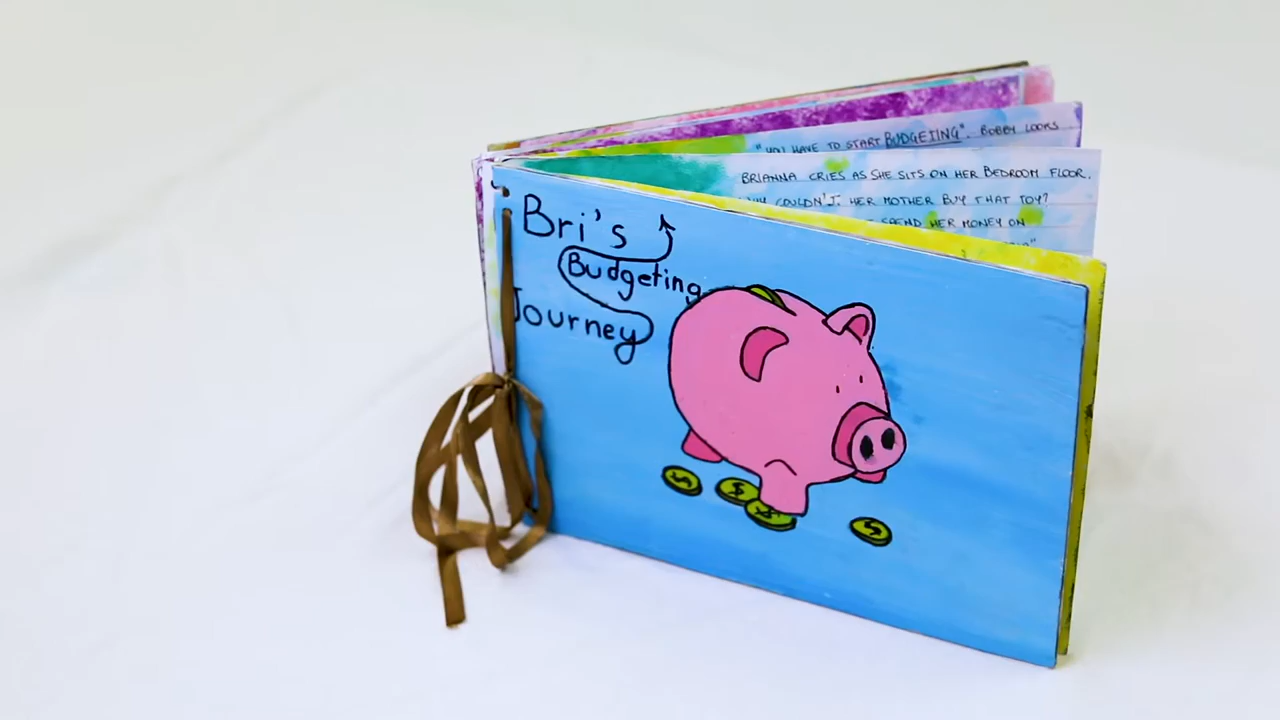 Bri's
Budgeting
Journey
"YOU HAVE TO START BUDGETING". BOBBY LOOKS
BRIANNA CRIES AS SHE SITS ON HER BEDROOM FLOOR.
COULDN'T HER MOTHER BUY THAT TOY?
SPEND HER MONEY ON
$
$
$
$